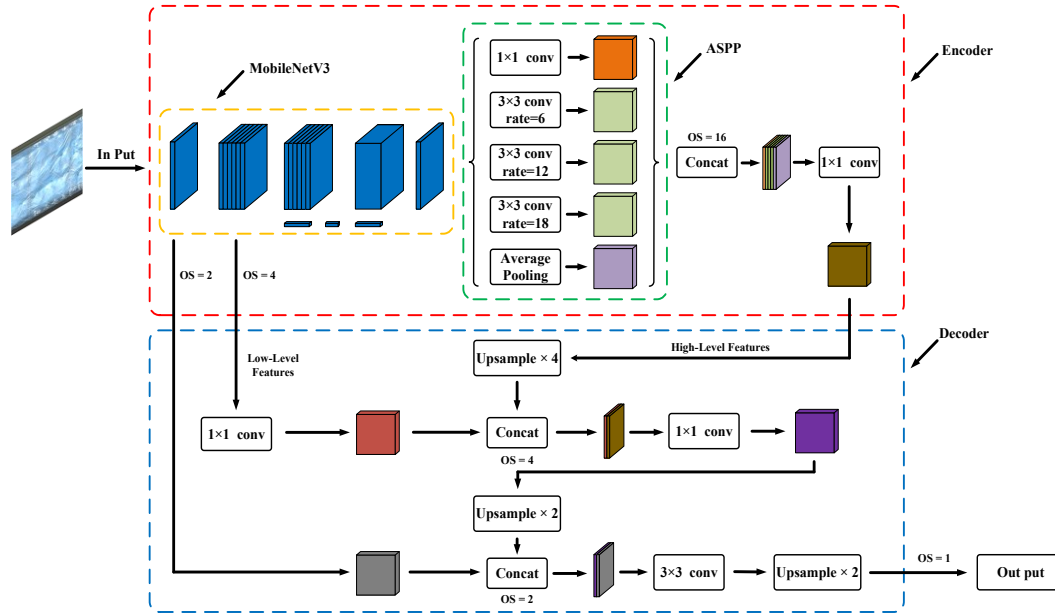 MobileNetV3
In Put
1×1 conv
3×3 conv
rate=6
3×3 conv
rate=12
3×3 conv
rate=18
Average
Pooling
ASPP
Encoder
OS = 16
Concat
1×1 conv
OS = 2
OS = 4
Low-Level
Features
High-Level Features
Decoder
Upsample × 4
1×1 conv
Concat
OS = 4
1×1 conv
Upsample × 2
Concat
OS = 2
3×3 conv
Upsample × 2
OS = 1
Out put